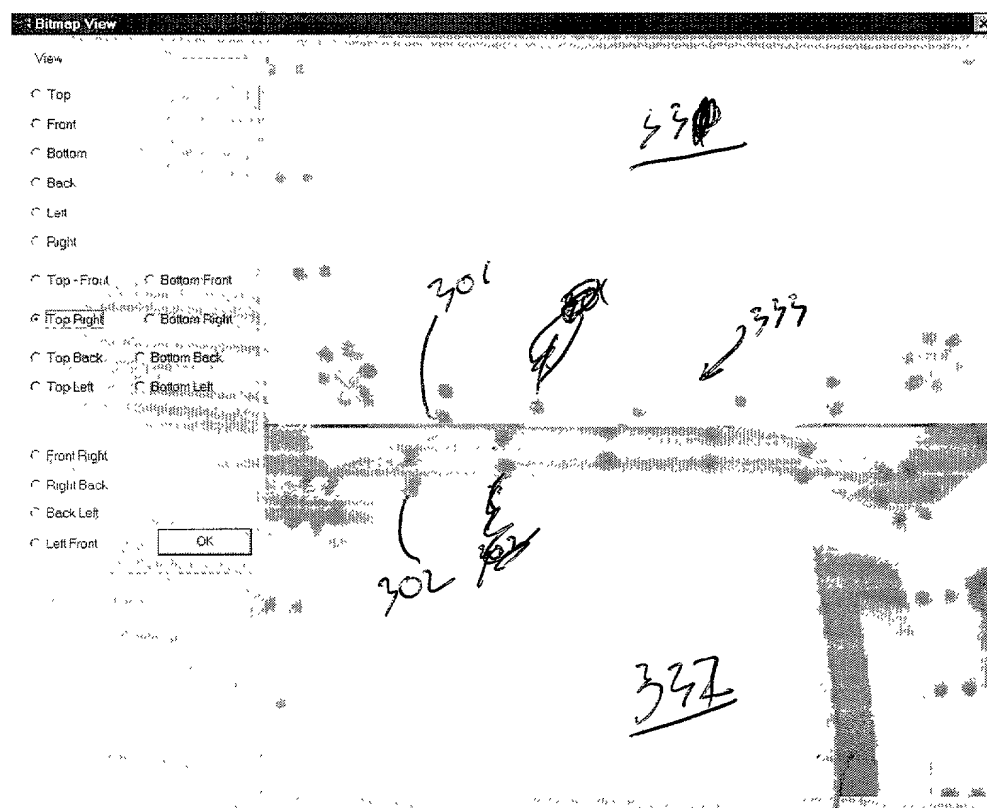 Bitmap View
View
Top
Front
Bottom
Back
Left
Right
Top - Front Bottom Front
Top Right Bottom Right
Top Back Bottom Back
Top Left Bottom Left
Front Right
Right Back
Back Left
Left Front OK
301
333
302
337